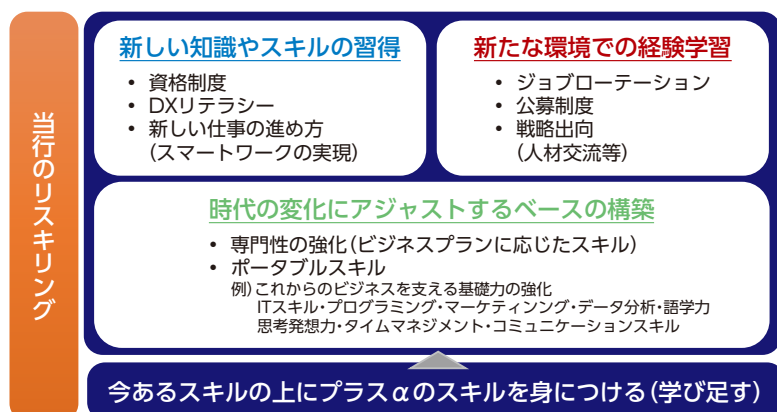 当行のリスキリング
新しい知識やスキルの習得
• 資格制度
• DXリテラシー
• 新しい仕事の進め方
(スマートワークの実現)
新たな環境での経験学習
• ジョブローテーション
• 公募制度
• 戦略出向
(人材交流等)
時代の変化にアジャストするベースの構築
• 専門性の強化(ビジネスプランに応じたスキル)
• ポータブルスキル
例)これからのビジネスを支える基礎力の強化
ITスキル・プログラミング・マーケティンング・データ分析・語学力
思考発想力・タイムマネジメント・コミュニケーションスキル
今あるスキルの上にプラスαのスキルを身につける(学び足す)